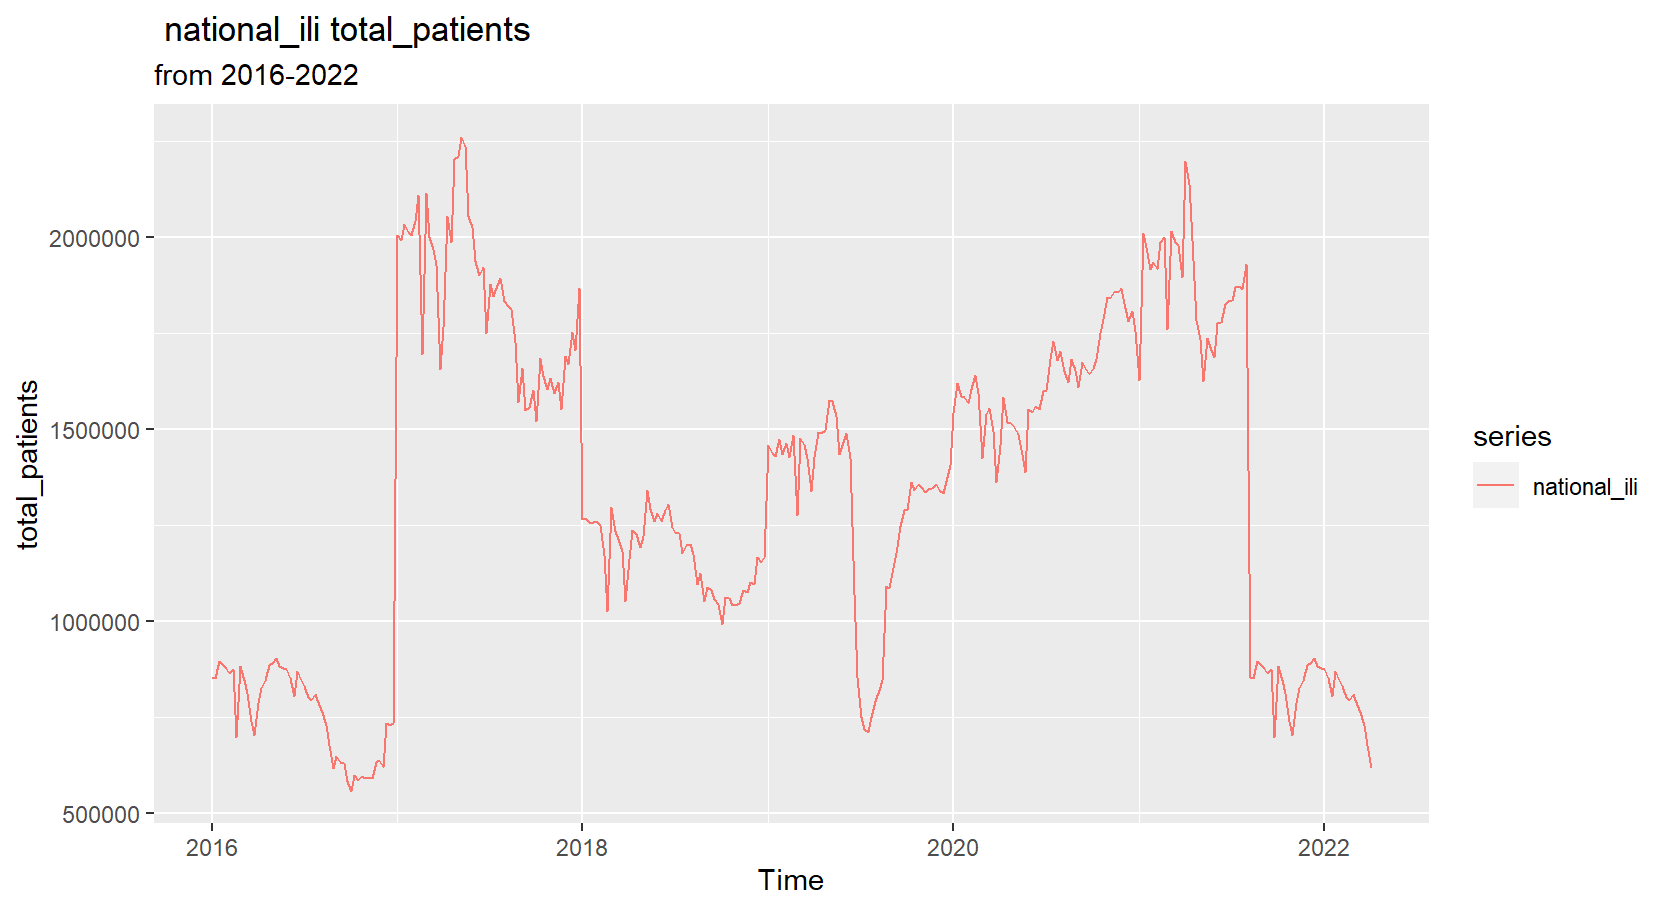 national_ili total_patients
from 2016-2022
total_patients
2000000
1500000
1000000
500000
2016
2018
2020
2022
Time
series
national_ili